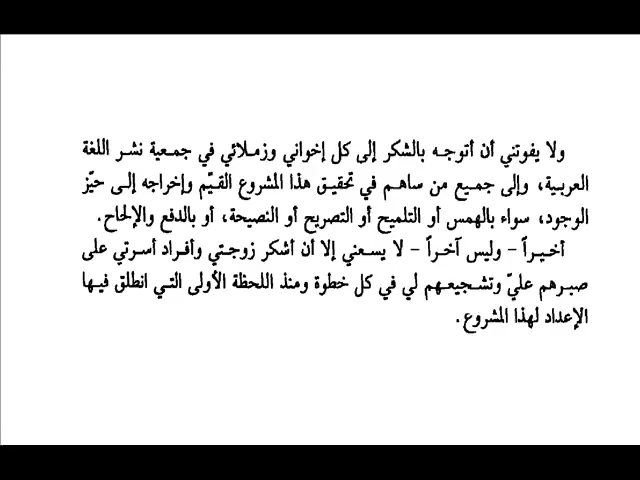 ولا يفوتني أن أتوجه بالشكر إلى كل إخواني وزملائي في جمعية نشر اللغة
العربية، وإلى جميع من ساهم في تحقيق هذا المشروع القيّم وإخراجه إلى حيّز
الوجود، سواء بالهمس أو التلميح أو التصريح أو النصيحة، أو بالدفع والإلحاح.
أخيراً – وليس آخراً – لا يسعني إلا أن أشكر زوجتي وأفراد أسرتي على
صبرهم عليّ وتشجيعهم لي في كل خطوة ومنذ اللحظة الأولى التي انطلق فيها
الإعداد لهذا المشروع.